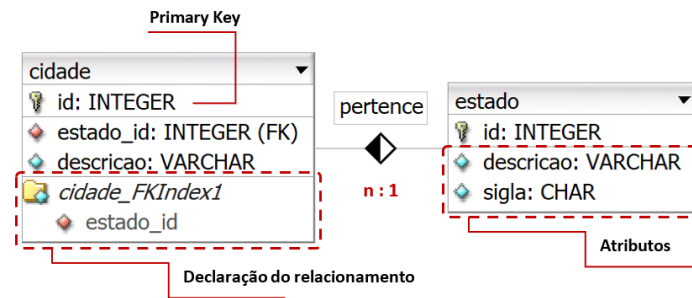 Primary Key
cidade
id: INTEGER
estado_id: INTEGER (FK)
descricao: VARCHAR
cidade_FKIndex1
estado_id
Declaração do relacionamento
pertence
n : 1
estado
id: INTEGER
descricao: VARCHAR
sigla: CHAR
Atributos